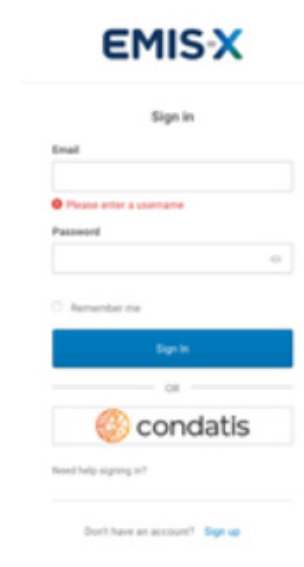 EMIS-X
Sign in
Email
Please enter a username
Password
Remember me
Sign In
OR
condatis
Need help signing in?
Don't have an account? Sign up